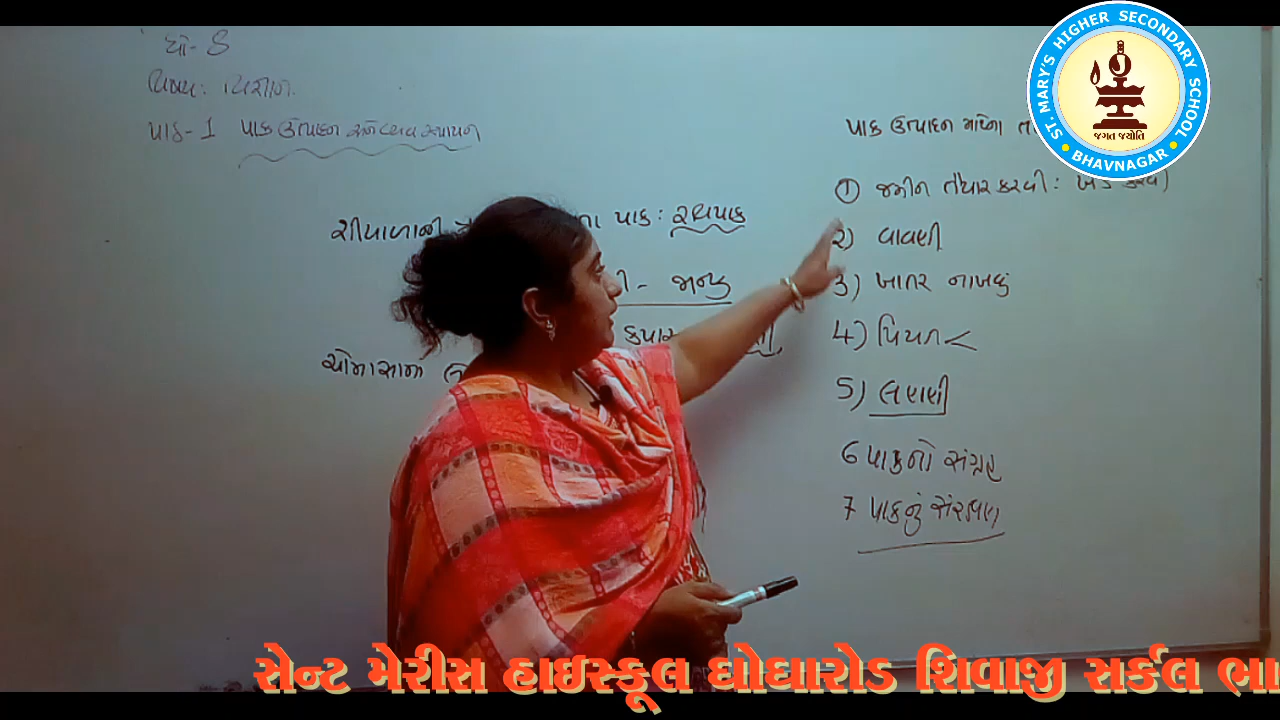 ધો- 8
વિષય: વિજ્ઞાન.
પાઠ- 1 પાક ઉત્પાદન અને વ્યવસ્થાપન
શીયાળાની
પાક: રવિપાક
જાન્યુ
કપાસ
ચોમાસામાં
પાક ઉત્પાદન માટેના
① જમીન તૈયાર કરવી: ખેડ કરવી
2) વાવણી
3) ખાતર નાખવું
4) પિયત
5) લણણી
6 પાકનો સંગ્રહ
7 પાકનું સંરક્ષણ
ST. MARY'S HIGHER SECONDARY SCHOOL
જગત જ્યોતિ
BHAVNAGAR
સેન્ટ મેરીસ હાઇસ્કૂલ ઘોઘારોડ શિવાજી સર્કલ ભા